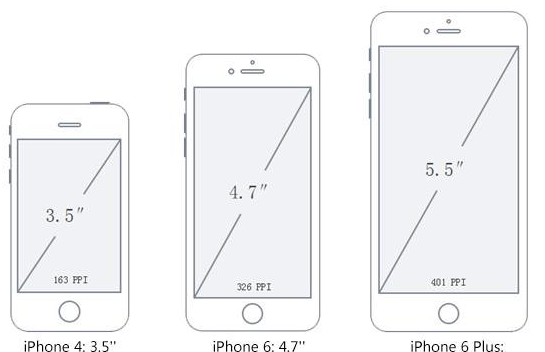 3.5″
163 PPI
iPhone 4: 3.5''
4.7″
326 PPI
iPhone 6: 4.7''
5.5″
401 PPI
iPhone 6 Plus: